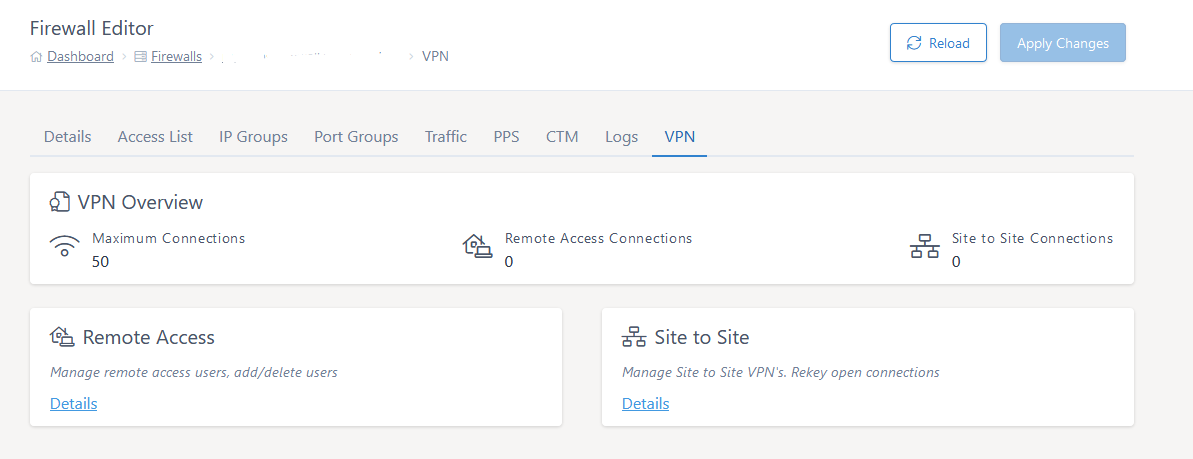 Firewall Editor
Dashboard > Firewalls > > VPN
Reload
Apply Changes
Details Access List IP Groups Port Groups Traffic PPS CTM Logs VPN
VPN Overview
Maximum Connections
50
Remote Access Connections
0
Site to Site Connections
0
Remote Access
Manage remote access users, add/delete users
Details
Site to Site
Manage Site to Site VPN's. Rekey open connections
Details